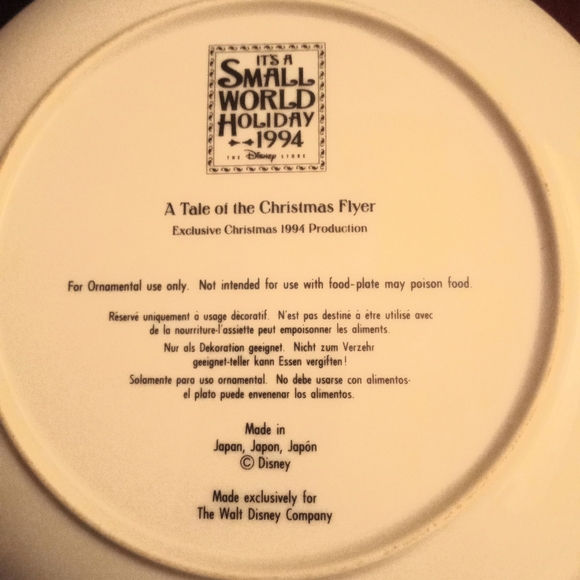 IT'S A
SMALL
WORLD
HOLIDAY
1994
THE Disney STORE
A Tale of the Christmas Flyer
Exclusive Christmas 1994 Production
For Ornamental use only. Not intended for use with food-plate may poison food.
Réservé uniquement à usage décoratif. N'est pas destiné à être utilisé avec
de la nourriture-l'assiette peut empoisonner les aliments.
Nur als Dekoration geeignet. Nicht zum Verzehr
geeignet-teller kann Essen vergiften!
Solamente para uso ornamental. No debe usarse con alimentos-
el plato puede envenenar los alimentos.
Made in
Japan, Japon, Japón
© Disney
Made exclusively for
The Walt Disney Company